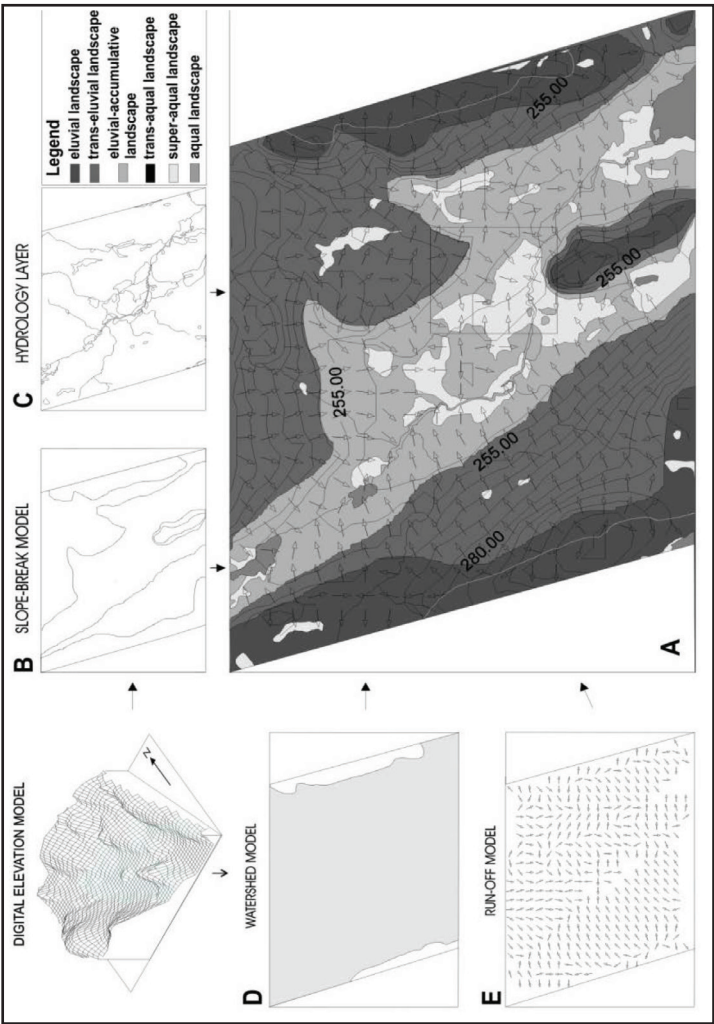 DIGITAL ELEVATION MODEL
Z
B
SLOPE-BREAK MODEL
C
HYDROLOGY LAYER
Legend
eluvial landscape
trans-eluvial landscape
eluvial-accumulative
landscape
trans-aqual landscape
super-aqual landscape
aqual landscape
D
WATERSHED MODEL
E
RUN-OFF MODEL
A
280.00
255.00
255.00
255.00
255.00